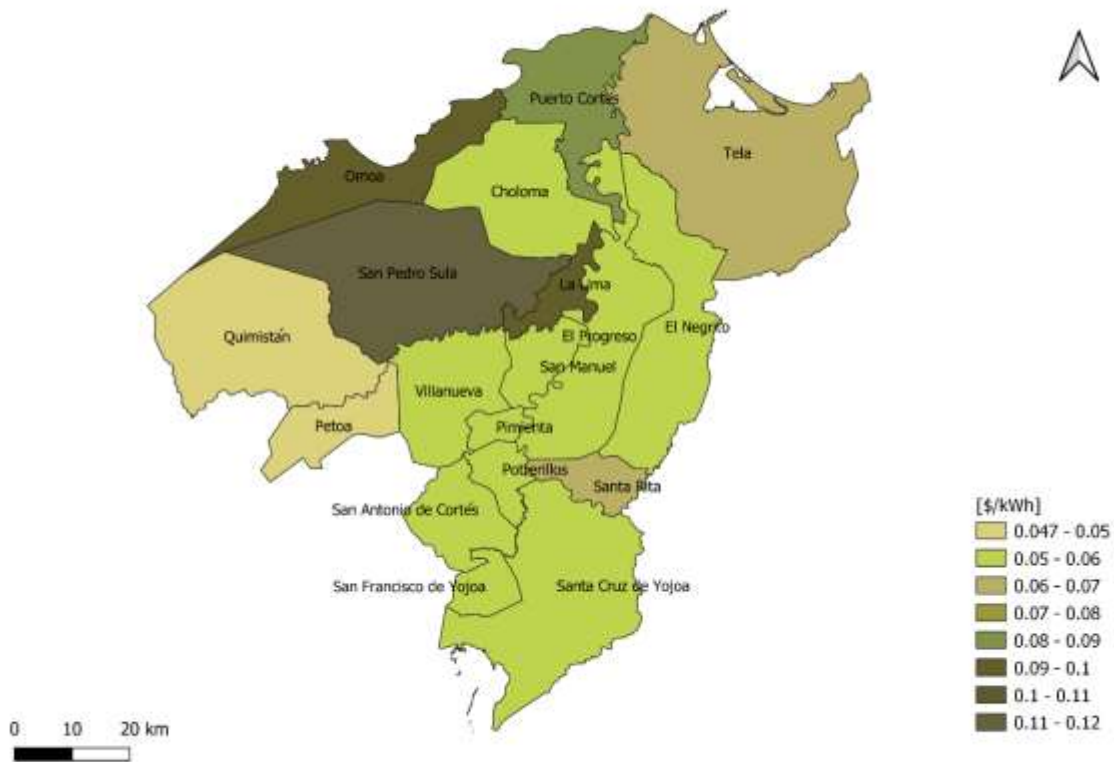 Puerto Cortés
Tela
Omoa
Choloma
San Pedro Sula
La Lima
Quimistán
El Progreso
El Negrito
San Manuel
Villanueva
Petoa
Pimienta
Potrerillos
Santa Rita
San Antonio de Cortés
San Francisco de Yojoa
Santa Cruz de Yojoa
[$/kWh]
0.047 - 0.05
0.05 - 0.06
0.06 - 0.07
0.07 - 0.08
0.08 - 0.09
0.09 - 0.1
0.1 - 0.11
0.11 - 0.12
0 10 20 km